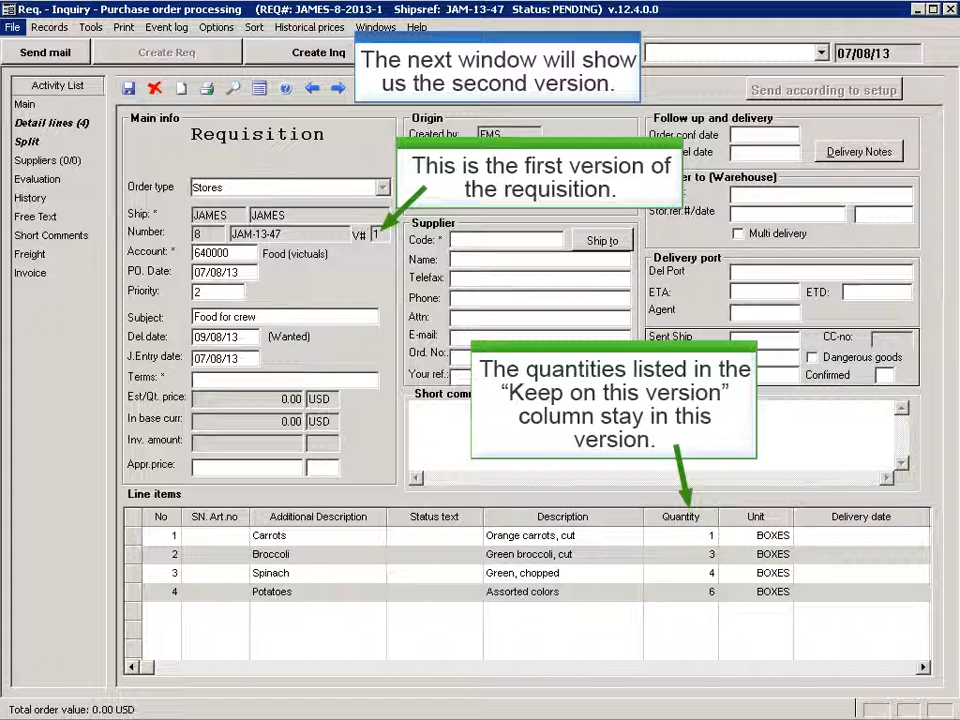 Req. - Inquiry - Purchase order processing (REQ#: JAMES-8-2013-1 Shipsref: JAM-13-47 Status: PENDING) v.12.4.0.0
File Records Tools Print Event log Options Sort Historical prices Windows Help
Send mail Create Req Create Inq 07/08/13
The next window will show
us the second version.
Send according to setup
Activity List
Main
Detail lines (4)
Split
Suppliers (0/0)
Evaluation
History
Free Text
Short Comments
Freight
Invoice
Main info
Requisition
Order type Stores
Ship: * JAMES JAMES
Number: 8 JAM-13-47 V# 1
Account: * 640000 Food (victuals)
PO. Date: 07/08/13
Priority: 2
Subject: Food for crew
Del.date: 09/08/13 (Wanted)
J.Entry date: 07/08/13
Terms: *
Est/Qt. price: 0.00 USD
In base curr: 0.00 USD
Inv. amount:
Appr.price:
Origin
Created by: EMS
This is the first version of
the requisition.
Supplier
Code: * Ship to
Name:
Telefax:
Phone:
Attn:
E-mail:
Ord. No.:
Your ref.:
Short com
The quantities listed in the
“Keep on this version”
column stay in this
version.
Follow up and delivery
Order conf date
el date Delivery Notes
er to (Warehouse)
Stor.ref.#/date
Multi delivery
Delivery port
Del Port
ETA: ETD:
Agent
Sent Ship CC-no:
Dangerous goods
Confirmed
Line items
No SN. Art.no Additional Description Status text Description Quantity Unit Delivery date
1 Carrots Orange carrots, cut 1 BOXES
2 Broccoli Green broccoli, cut 3 BOXES
3 Spinach Green, chopped 4 BOXES
4 Potatoes Assorted colors 6 BOXES
Total order value: 0.00 USD